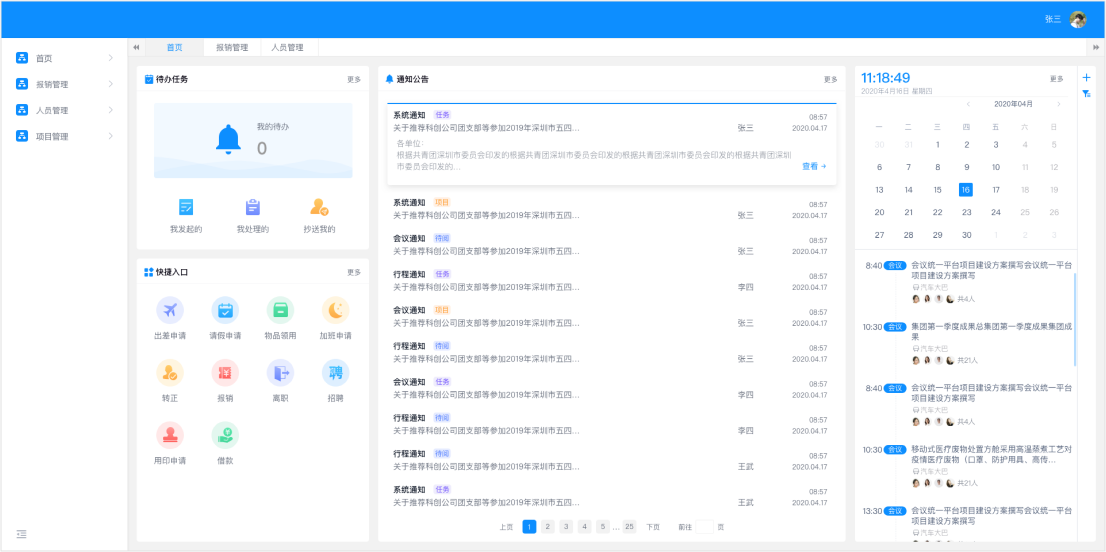 张三
首页
报销管理
人员管理
项目管理
首页 报销管理 人员管理
待办任务 更多
我的待办
0
我发起的 我处理的 抄送我的
快捷入口 更多
出差申请 请假申请 物品领用 加班申请
转正 报销 离职 招聘
聘
用印申请 借款
通知公告 更多
系统通知 任务 08:57
关于推荐科创公司团支部等参加2019年深圳市五四... 张三 2020.04.17
各单位：
根据共青团深圳市委员会印发的根据共青团深圳市委员会印发的根据共青团深圳市委员会印发的根据共青团深圳
市委员会印发的... 查看
系统通知 项目 08:57
关于推荐科创公司团支部等参加2019年深圳市五四... 张三 2020.04.17
会议通知 待阅 08:57
关于推荐科创公司团支部等参加2019年深圳市五四... 张三 2020.04.17
行程通知 任务 08:57
关于推荐科创公司团支部等参加2019年深圳市五四... 李四 2020.04.17
会议通知 项目 08:57
关于推荐科创公司团支部等参加2019年深圳市五四... 张三 2020.04.17
行程通知 待阅 08:57
关于推荐科创公司团支部等参加2019年深圳市五四... 张三 2020.04.17
会议通知 任务 08:57
关于推荐科创公司团支部等参加2019年深圳市五四... 李四 2020.04.17
行程通知 待阅 08:57
关于推荐科创公司团支部等参加2019年深圳市五四... 李四 2020.04.17
行程通知 待阅 08:57
关于推荐科创公司团支部等参加2019年深圳市五四... 王武 2020.04.17
系统通知 任务 08:57
关于推荐科创公司团支部等参加2019年深圳市五四... 王武 2020.04.17
上页 1 2 3 4 5 ... 25 下页 前往 页
11:18:49 更多
2020年4月16日 星期四
2020年04月
一 二 三 四 五 六 日
30 31 1 2 3 4 5
6 7 8 9 10 11 12
13 14 15 16 17 18 19
20 21 22 23 24 25 26
27 28 29 30 1 2 3
8:40 会议 会议统一平台项目建设方案撰写会议统一平台
项目建设方案撰写
汽车大巴
共4人
10:30 会议 集团第一季度成果总集团第一季度成果集团成
果
汽车大巴
共21人
8:40 会议 会议统一平台项目建设方案撰写会议统一平台
项目建设方案撰写
汽车大巴
共4人
10:30 会议 移动式医疗废物处置方舱采用高温蒸煮工艺对
疫情医疗废物（口罩、防护用具、高传...
汽车大巴
共21人
13:30 会议 会议统一平台项目建设方案撰写会议统一平台
项目建设方案撰写
汽车大巴